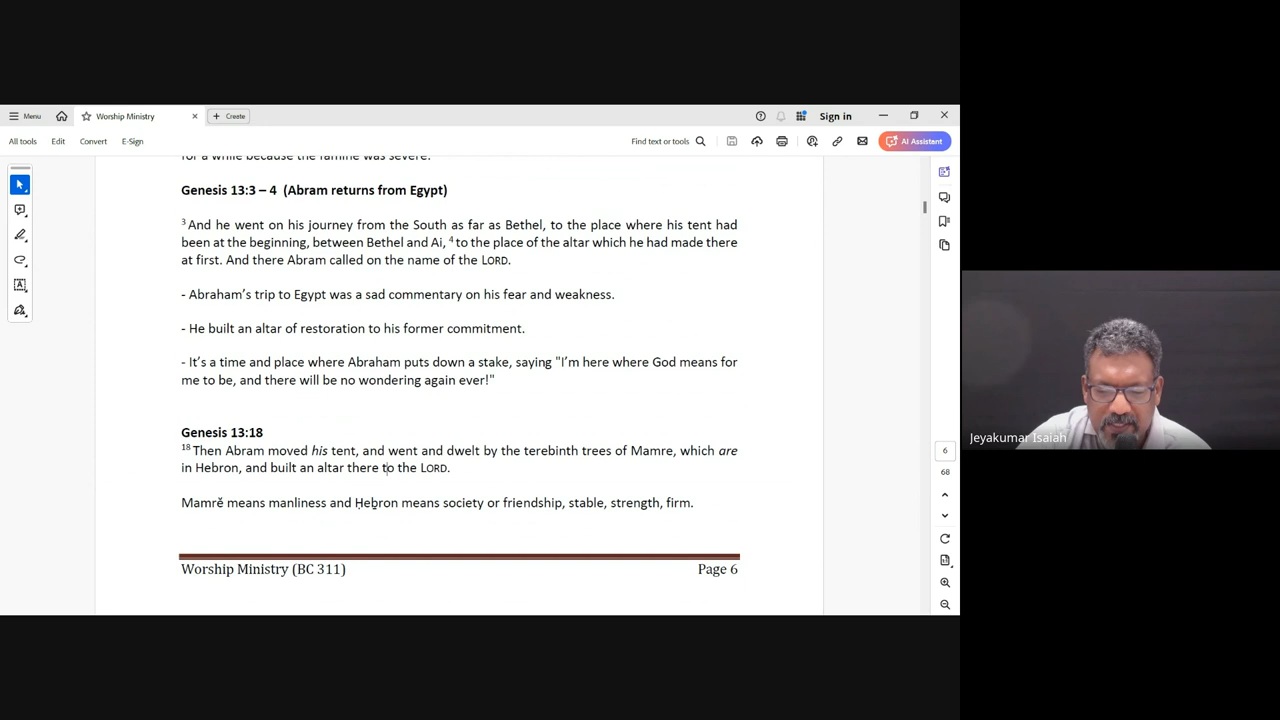 Menu
Worship Ministry
Create
Sign in
All tools
Edit
Convert
E-Sign
Find text or tools
AI Assistant
for a while because the famine was severe.
Genesis 13:3 – 4 (Abram returns from Egypt)
3 And he went on his journey from the South as far as Bethel, to the place where his tent had
been at the beginning, between Bethel and Ai, 4 to the place of the altar which he had made there
at first. And there Abram called on the name of the LORD.
- Abraham’s trip to Egypt was a sad commentary on his fear and weakness.
- He built an altar of restoration to his former commitment.
- It’s a time and place where Abraham puts down a stake, saying "I’m here where God means for
me to be, and there will be no wondering again ever!"
Genesis 13:18
18 Then Abram moved his tent, and went and dwelt by the terebinth trees of Mamre, which are
in Hebron, and built an altar there to the LORD.
Mamrĕ means manliness and Ḥeḇron means society or friendship, stable, strength, firm.
Worship Ministry (BC 311)
Page 6
6
68
Jeyakumar Isaiah